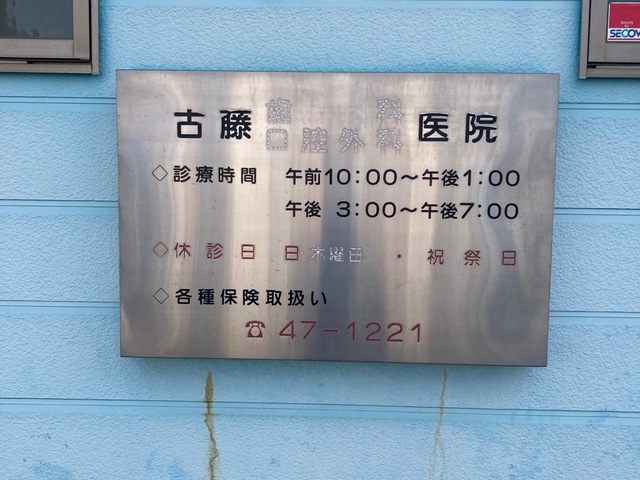 SECOM
古藤 歯科 医院
口腔外科
◇診療時間 午前10:00～午後1:00
午後 3:00～午後7:00
◇休診日 日・木曜日・祝祭日
◇各種保険取扱い
☎ 47-1221